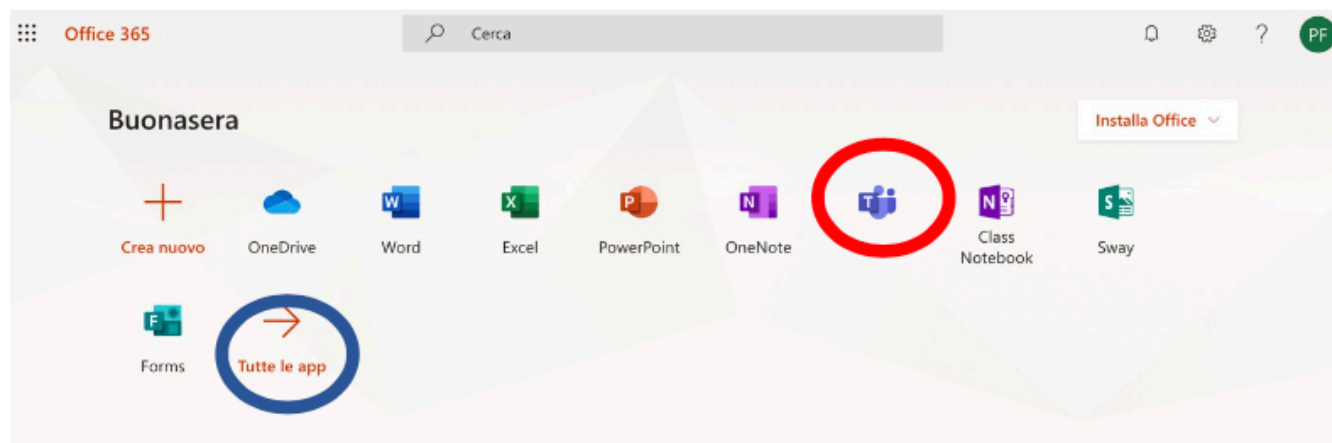 Office 365
Cerca
PF
Buonasera
Installa Office
Crea nuovo
OneDrive
W
Word
X
Excel
P
PowerPoint
N
OneNote
T
N
Class
Notebook
S
Sway
F
Forms
Tutte le app